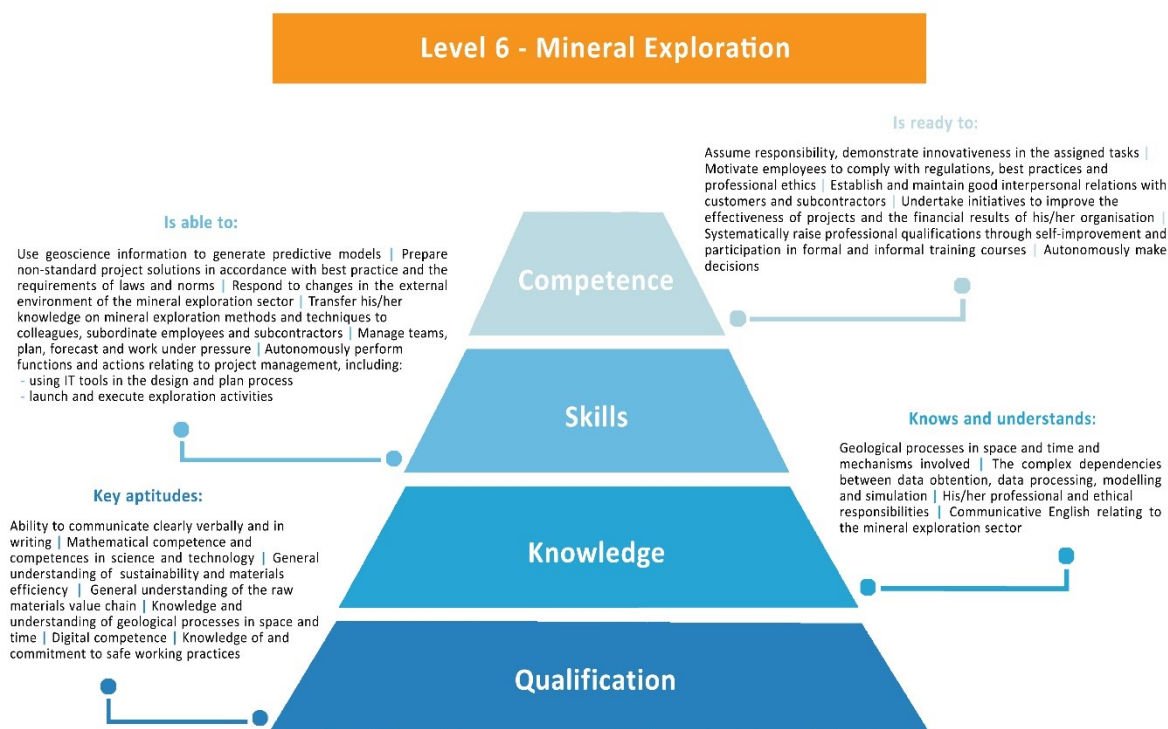 Level 6 - Mineral Exploration
Is ready to:
Assume responsibility, demonstrate innovativeness in the assigned tasks |
Motivate employees to comply with regulations, best practices and
professional ethics | Establish and maintain good interpersonal relations with
customers and subcontractors | Undertake initiatives to improve the
effectiveness of projects and the financial results of his/her organisation |
Systematically raise professional qualifications through self-improvement and
participation in formal and informal training courses | Autonomously make
decisions
Is able to:
Use geoscience information to generate predictive models | Prepare
non-standard project solutions in accordance with best practice and the
requirements of laws and norms | Respond to changes in the external
environment of the mineral exploration sector | Transfer his/her
knowledge on mineral exploration methods and techniques to
colleagues, subordinate employees and subcontractors | Manage teams,
plan, forecast and work under pressure | Autonomously perform
functions and actions relating to project management, including:
- using IT tools in the design and plan process
- launch and execute exploration activities
Competence
Skills
Knows and understands:
Geological processes in space and time and
mechanisms involved | The complex dependencies
between data obtention, data processing, modelling
and simulation | His/her professional and ethical
responsibilities | Communicative English relating to
the mineral exploration sector
Key aptitudes:
Ability to communicate clearly verbally and in
writing | Mathematical competence and
competences in science and technology | General
understanding of sustainability and materials
efficiency | General understanding of the raw
materials value chain | Knowledge and
understanding of geological processes in space and
time | Digital competence | Knowledge of and
commitment to safe working practices
Knowledge
Qualification